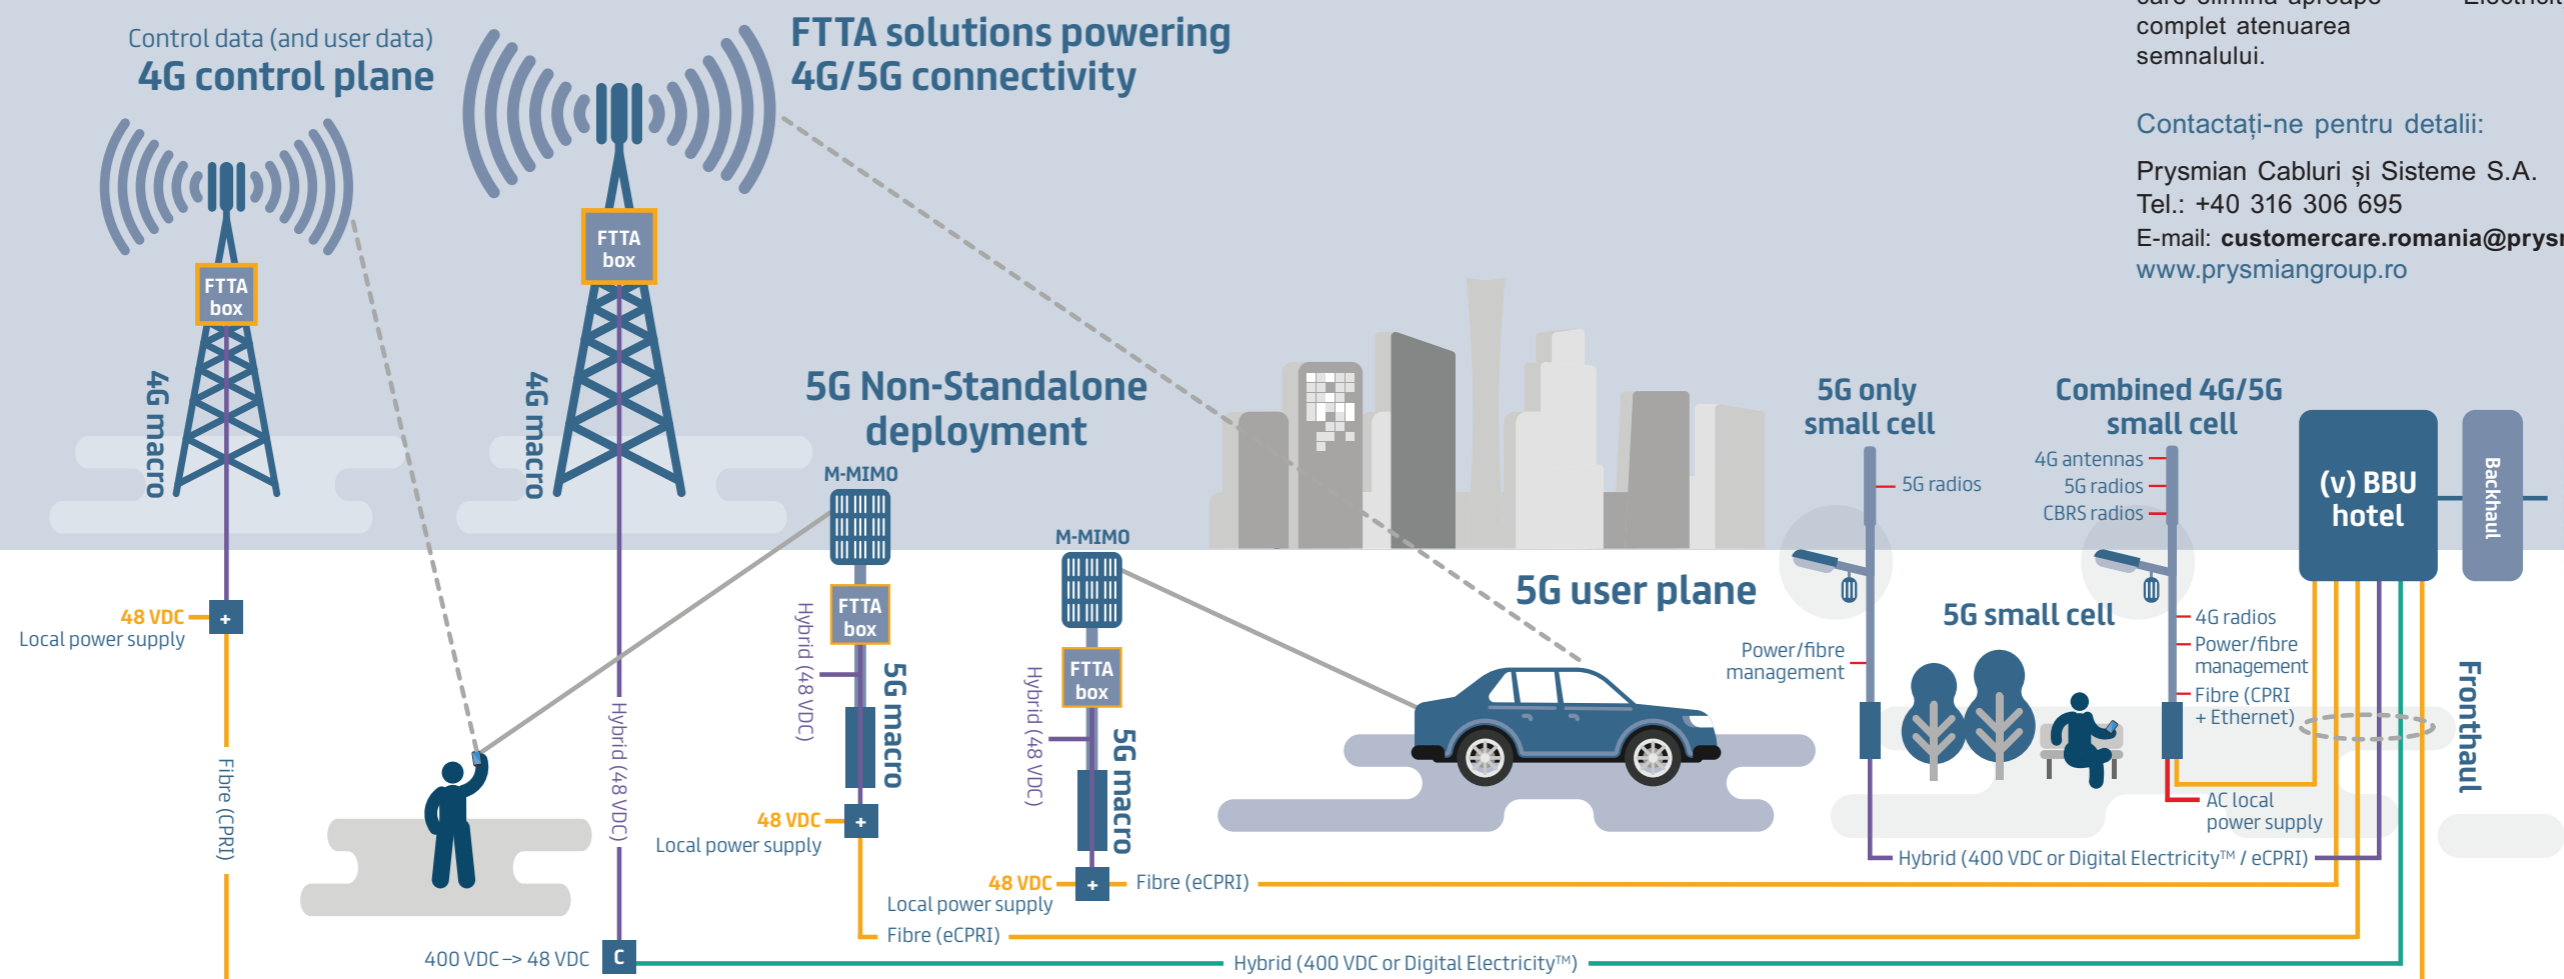 care elimină aproape
complet atenuarea
semnalului.
Contactați-ne pentru detalii:
Prysmian Cabluri și Sisteme S.A.
Tel.: +40 316 306 695
E-mail: customercare.romania@prysm
www.prysmiangroup.ro
Control data (and user data)
4G control plane
FTTA solutions powering
4G/5G connectivity
FTTA
box
4G macro
FTTA
box
4G macro
5G Non-Standalone
deployment
M-MIMO
FTTA
box
Hybrid (48 VDC)
5G macro
M-MIMO
FTTA
box
Hybrid (48 VDC)
5G macro
5G user plane
5G only
small cell
5G radios
Power/fibre
management
5G small cell
Combined 4G/5G
small cell
4G antennas
5G radios
CBRS radios
4G radios
Power/fibre
management
Fibre (CPRI
+ Ethernet)
AC local
power supply
(v) BBU
hotel
Backhaul
Fronthaul
48 VDC
Local power supply
+
Fibre (CPRI)
Hybrid (48 VDC)
48 VDC
Local power supply
+
48 VDC
Local power supply
+
Fibre (eCPRI)
Fibre (eCPRI)
400 VDC –> 48 VDC
C
Hybrid (400 VDC or Digital Electricity™)
Hybrid (400 VDC or Digital Electricity™ / eCPRI)